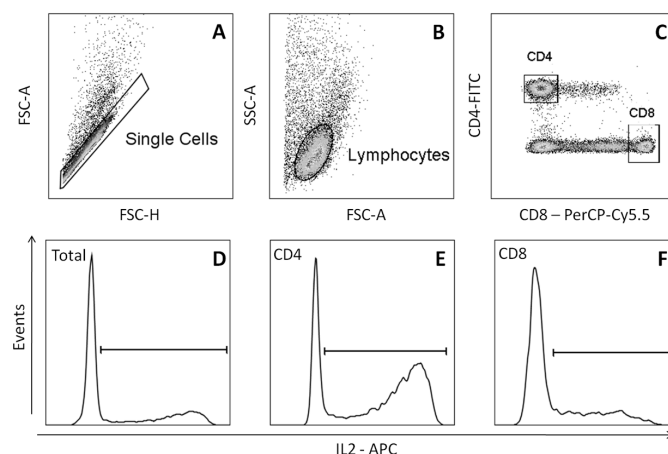 A
FSC-A
Single Cells
FSC-H
B
SSC-A
Lymphocytes
FSC-A
C
CD4-FITC
CD4
CD8
CD8 – PerCP-Cy5.5
Events
Total
D
CD4
E
CD8
F
IL2 - APC